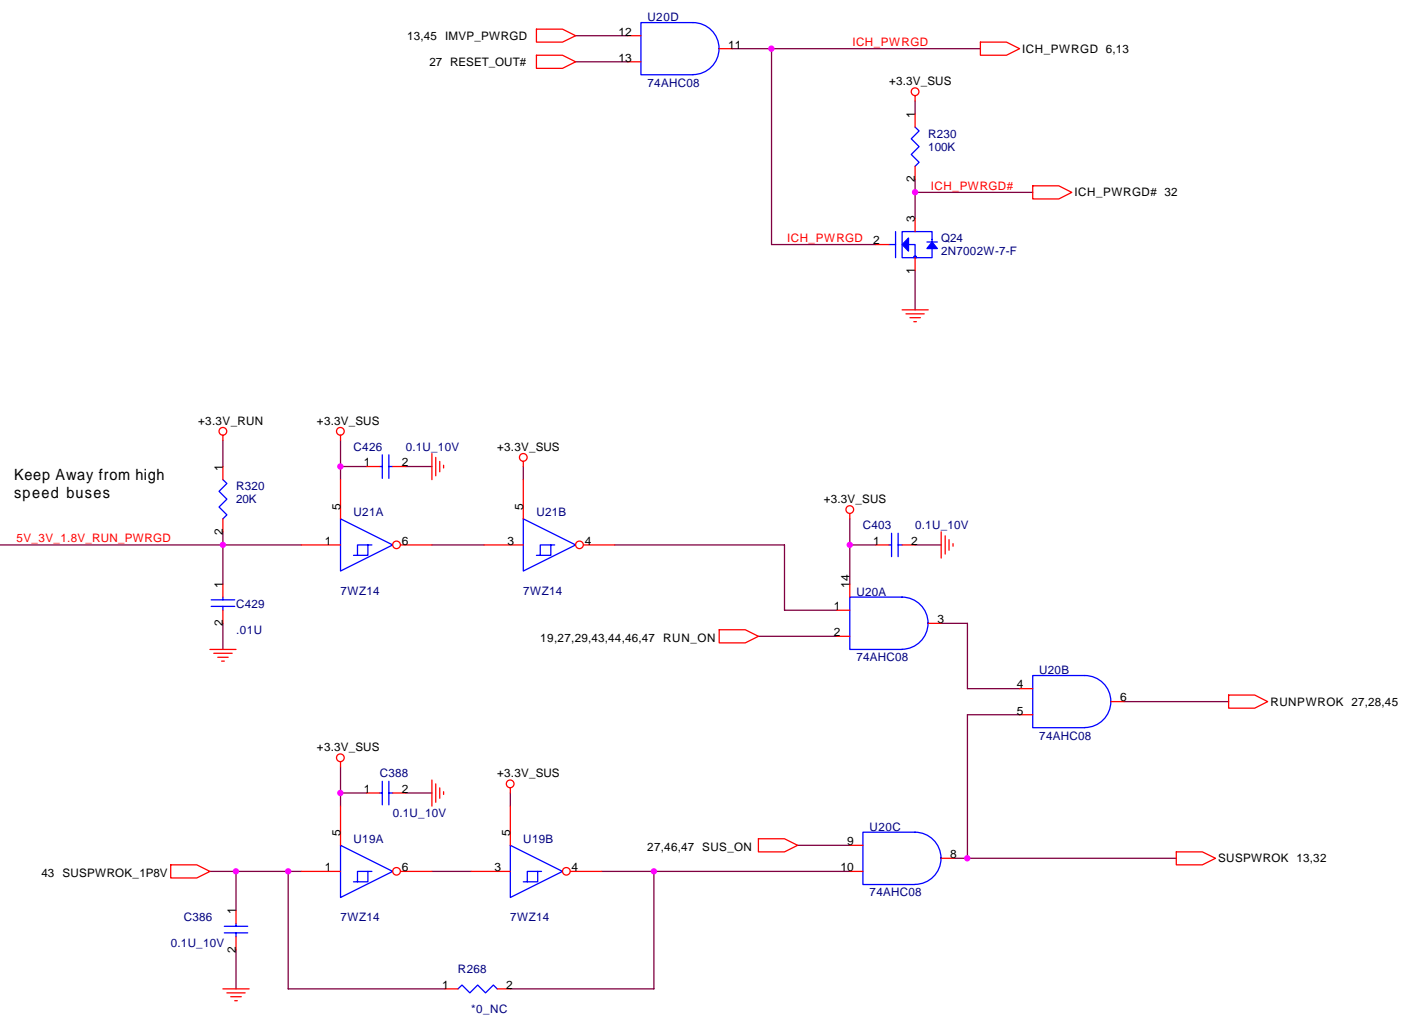 U20D
13,45 IMVP_PWRGD
12
27 RESET_OUT#
13
11
74AHC08
ICH_PWRGD
ICH_PWRGD 6,13
+3.3V_SUS
1
R230
100K
2
ICH_PWRGD#
ICH_PWRGD# 32
3
ICH_PWRGD
2
Q24
2N7002W-7-F
1
+3.3V_RUN
1
R320
20K
2
Keep Away from high
speed buses
5V_3V_1.8V_RUN_PWRGD
1
C429
.01U
2
+3.3V_SUS
C426
0.1U_10V
1
2
5
U21A
1
6
7WZ14
+3.3V_SUS
5
U21B
3
4
7WZ14
+3.3V_SUS
C403
0.1U_10V
1
2
14
U20A
1
2
3
74AHC08
19,27,29,43,44,46,47 RUN_ON
U20B
4
5
6
74AHC08
RUNPWROK 27,28,45
+3.3V_SUS
C388
1
2
0.1U_10V
5
U19A
1
6
7WZ14
+3.3V_SUS
5
U19B
3
4
7WZ14
43 SUSPWROK_1P8V
1
C386
0.1U_10V
2
R268
1
2
*0_NC
27,46,47 SUS_ON
U20C
9
10
8
74AHC08
SUSPWROK 13,32